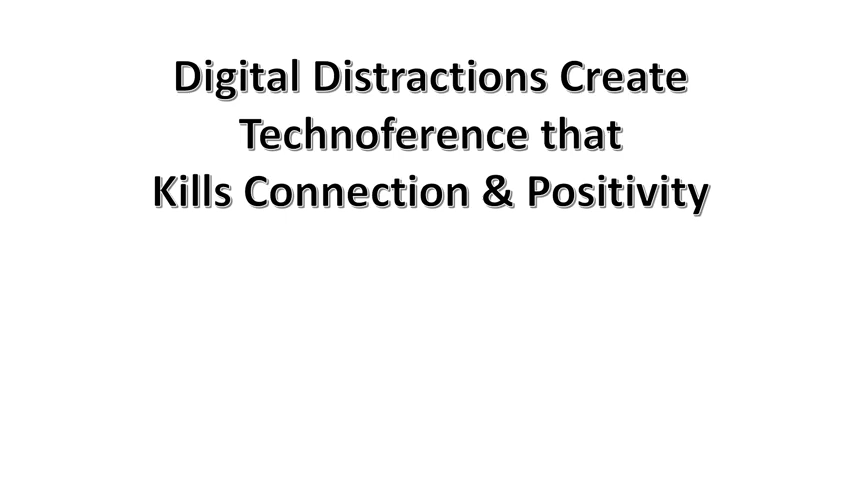 Digital Distractions Create
Technoference that
Kills Connection & Positivity